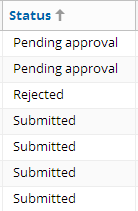 Status
Pending approval
Pending approval
Rejected
Submitted
Submitted
Submitted
Submitted